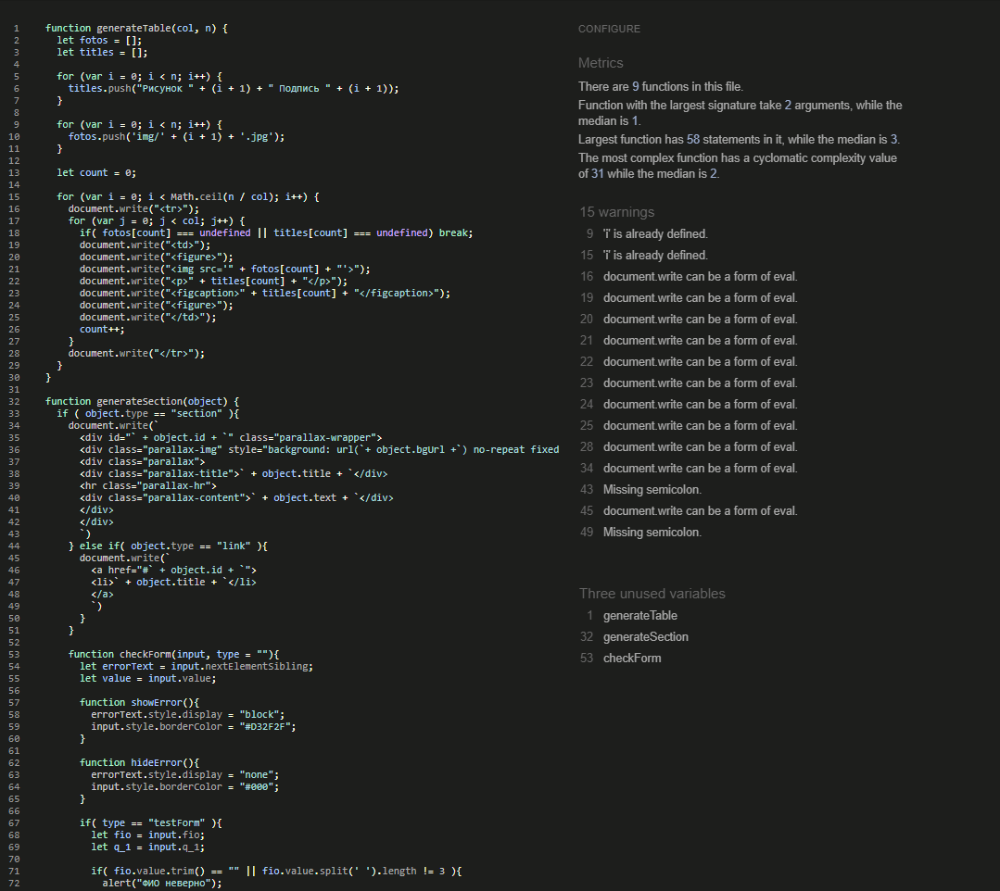 1 function generateTable(col, n) {
2 let fotos = [];
3 let titles = [];
4
5 for (var i = 0; i < n; i++) {
6 titles.push("Рисунок " + (i + 1) + " Подпись " + (i + 1));
7 }
8
9 for (var i = 0; i < n; i++) {
10 fotos.push('img/' + (i + 1) + '.jpg');
11 }
12
13 let count = 0;
14
15 for (var i = 0; i < Math.ceil(n / col); i++) {
16 document.write("<tr>");
17 for (var j = 0; j < col; j++) {
18 if( fotos[count] === undefined || titles[count] === undefined) break;
19 document.write("<td>");
20 document.write("<figure>");
21 document.write("<img src='" + fotos[count] + "'>");
22 document.write("<p>" + titles[count] + "</p>");
23 document.write("<figcaption>" + titles[count] + "</figcaption>");
24 document.write("<figure>");
25 document.write("</td>");
26 count++;
27 }
28 document.write("</tr>");
29 }
30 }
31
32 function generateSection(object) {
33 if ( object.type == "section" ){
34 document.write(`
35 <div id="` + object.id + `" class="parallax-wrapper">
36 <div class="parallax-img" style="background: url(`+ object.bgUrl +`) no-repeat fixed
37 <div class="parallax">
38 <div class="parallax-title">` + object.title + `</div>
39 <hr class="parallax-hr">
40 <div class="parallax-content">` + object.text + `</div>
41 </div>
42 </div>
43 `)
44 } else if( object.type == "link" ){
45 document.write(`
46 <a href="#` + object.id + `">
47 <li>` + object.title + `</li>
48 </a>
49 `)
50 }
51 }
52
53 function checkForm(input, type = ""){
54 let errorText = input.nextElementSibling;
55 let value = input.value;
56
57 function showError(){
58 errorText.style.display = "block";
59 input.style.borderColor = "#D32F2F";
60 }
61
62 function hideError(){
63 errorText.style.display = "none";
64 input.style.borderColor = "#000";
65 }
66
67 if( type == "testForm" ){
68 let fio = input.fio;
69 let q_1 = input.q_1;
70
71 if( fio.value.trim() == "" || fio.value.split(' ').length != 3 ){
72 alert("ФИО неверно");
CONFIGURE
Metrics
There are 9 functions in this file.
Function with the largest signature take 2 arguments, while the
median is 1.
Largest function has 58 statements in it, while the median is 3.
The most complex function has a cyclomatic complexity value
of 31 while the median is 2.
15 warnings
9 'i' is already defined.
15 'i' is already defined.
16 document.write can be a form of eval.
19 document.write can be a form of eval.
20 document.write can be a form of eval.
21 document.write can be a form of eval.
22 document.write can be a form of eval.
23 document.write can be a form of eval.
24 document.write can be a form of eval.
25 document.write can be a form of eval.
28 document.write can be a form of eval.
34 document.write can be a form of eval.
43 Missing semicolon.
45 document.write can be a form of eval.
49 Missing semicolon.
Three unused variables
1 generateTable
32 generateSection
53 checkForm